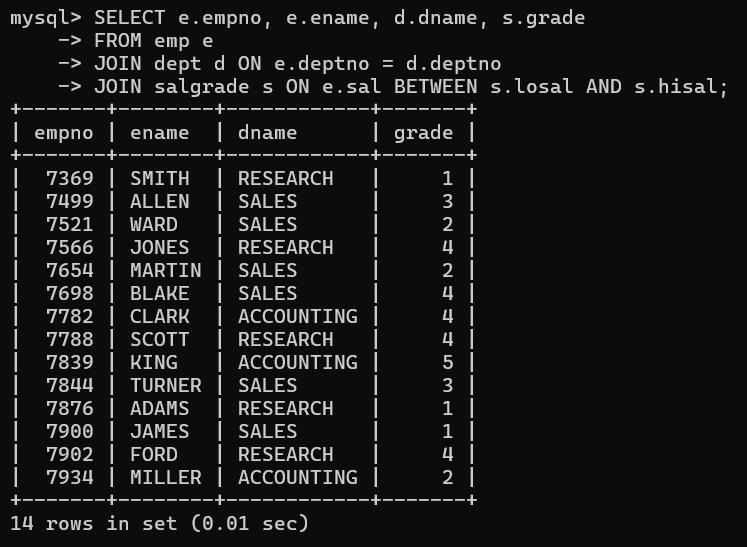 mysql> SELECT e.empno, e.ename, d.dname, s.grade
    -> FROM emp e
    -> JOIN dept d ON e.deptno = d.deptno
    -> JOIN salgrade s ON e.sal BETWEEN s.losal AND s.hisal;
+-------+--------+------------+-------+
| empno | ename  | dname      | grade |
+-------+--------+------------+-------+
|  7369 | SMITH  | RESEARCH   |     1 |
|  7499 | ALLEN  | SALES      |     3 |
|  7521 | WARD   | SALES      |     2 |
|  7566 | JONES  | RESEARCH   |     4 |
|  7654 | MARTIN | SALES      |     2 |
|  7698 | BLAKE  | SALES      |     4 |
|  7782 | CLARK  | ACCOUNTING |     4 |
|  7788 | SCOTT  | RESEARCH   |     4 |
|  7839 | KING   | ACCOUNTING |     5 |
|  7844 | TURNER | SALES      |     3 |
|  7876 | ADAMS  | RESEARCH   |     1 |
|  7900 | JAMES  | SALES      |     1 |
|  7902 | FORD   | RESEARCH   |     4 |
|  7934 | MILLER | ACCOUNTING |     2 |
+-------+--------+------------+-------+
14 rows in set (0.01 sec)